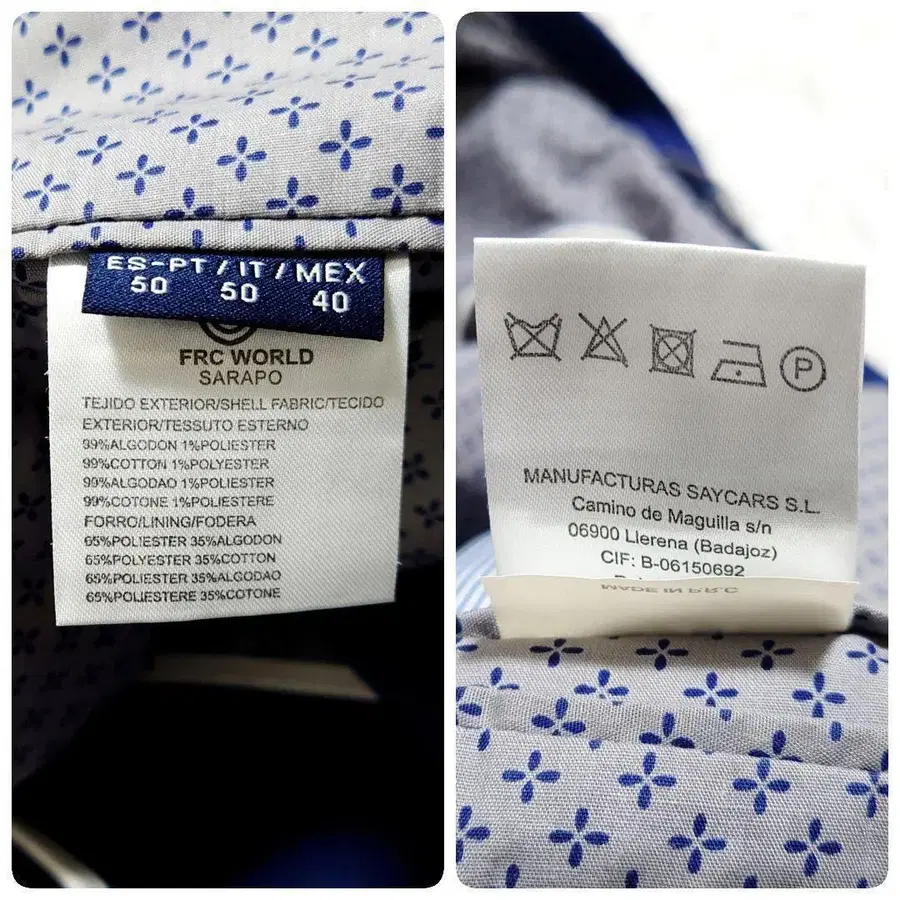 ES-PT / IT / MEX
50 50 40
FRC WORLD
SARAPO
TEJIDO EXTERIOR/SHELL FABRIC/TECIDO
EXTERIOR/TESSUTO ESTERNO
99%ALGODON 1%POLIESTER
99%COTTON 1%POLYESTER
99%ALGODAO 1%POLIESTER
99%COTONE 1%POLIESTERE
FORRO/LINING/FODERA
65%POLIESTER 35%ALGODON
65%POLYESTER 35%COTTON
65%POLIESTER 35%ALGODAO
65%POLIESTERE 35%COTONE
P
MANUFACTURAS SAYCARS S.L.
Camino de Maguilla s/n
06900 Llerena (Badajoz)
CIF: B-06150692
MADE IN P.R.C